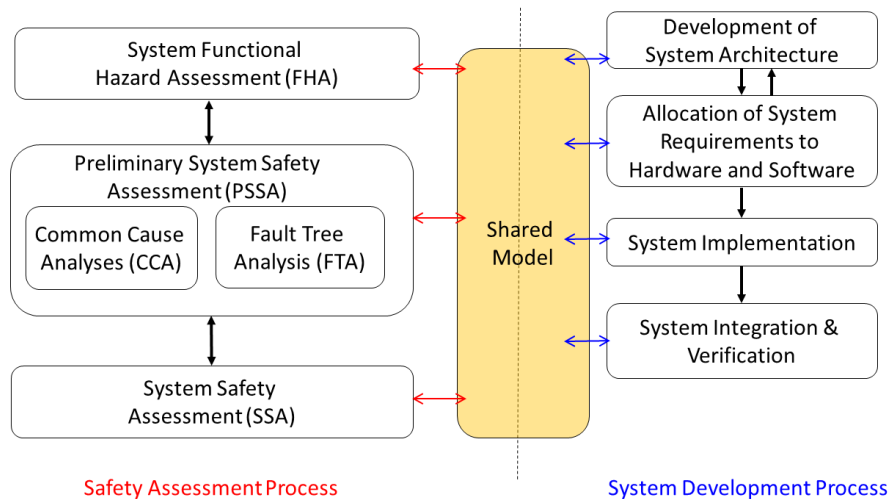 System Functional
Hazard Assessment (FHA)
Preliminary System Safety
Assessment (PSSA)
Common Cause
Analyses (CCA)
Fault Tree
Analysis (FTA)
System Safety
Assessment (SSA)
Safety Assessment Process
Shared
Model
Development of
System Architecture
Allocation of System
Requirements to
Hardware and Software
System Implementation
System Integration &
Verification
System Development Process